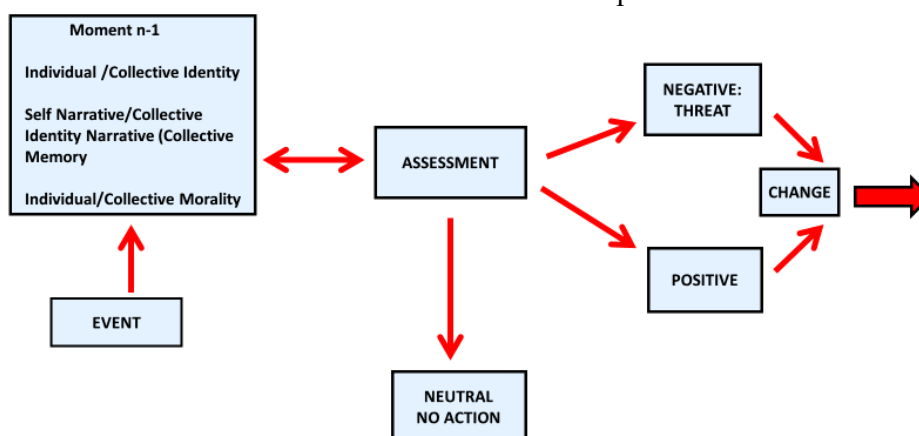 Moment n-1
Individual /Collective Identity
Self Narrative/Collective
Identity Narrative (Collective
Memory
Individual/Collective Morality
EVENT
ASSESSMENT
NEUTRAL
NO ACTION
NEGATIVE:
THREAT
POSITIVE
CHANGE